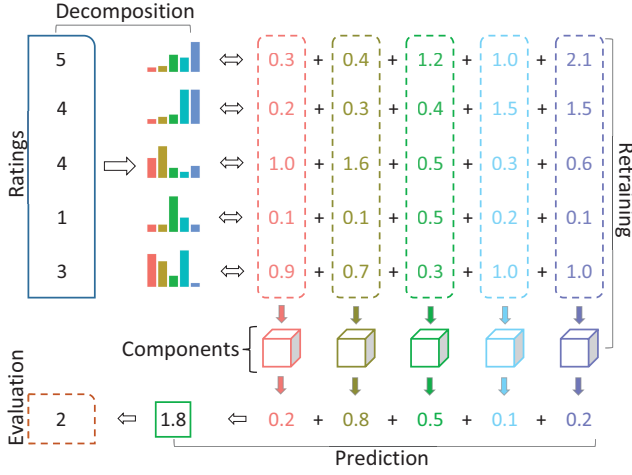 Decomposition
5 ⇔ 0.3 + 0.4 + 1.2 + 1.0 + 2.1
4 ⇔ 0.2 + 0.3 + 0.4 + 1.5 + 1.5
4 ⇔ 1.0 + 1.6 + 0.5 + 0.3 + 0.6
1 ⇔ 0.1 + 0.1 + 0.5 + 0.2 + 0.1
3 ⇔ 0.9 + 0.7 + 0.3 + 1.0 + 1.0
Ratings
Retraining
Components
Evaluation
2 ⇐ 1.8 ⇐ 0.2 + 0.8 + 0.5 + 0.1 + 0.2
Prediction